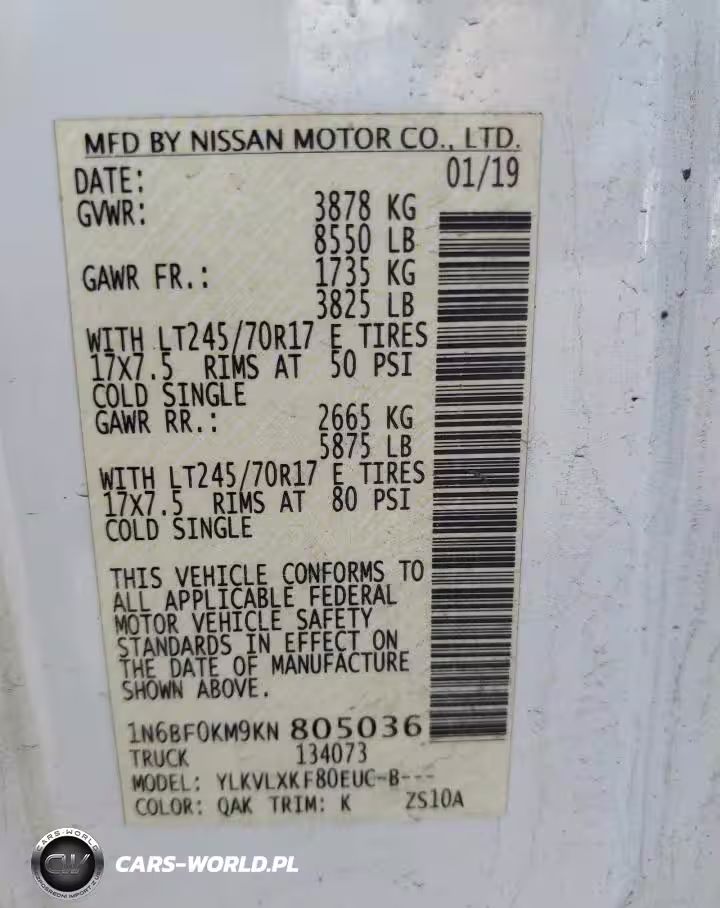 MFD BY NISSAN MOTOR CO., LTD.
DATE: 01/19
GVWR: 3878 KG
8550 LB
GAWR FR.: 1735 KG
3825 LB
WITH LT245/70R17 E TIRES
17X7.5 RIMS AT 50 PSI
COLD SINGLE
GAWR RR.: 2665 KG
5875 LB
WITH LT245/70R17 E TIRES
17X7.5 RIMS AT 80 PSI
COLD SINGLE
THIS VEHICLE CONFORMS TO
ALL APPLICABLE FEDERAL
MOTOR VEHICLE SAFETY
STANDARDS IN EFFECT ON
THE DATE OF MANUFACTURE
SHOWN ABOVE.
1N6BF0KM9KN 805036
TRUCK 134073
MODEL: YLKVLXKF80EUC-B---
COLOR: QAK TRIM: K ZS10A
CARS-WORLD
CW
CARS-WORLD.PL